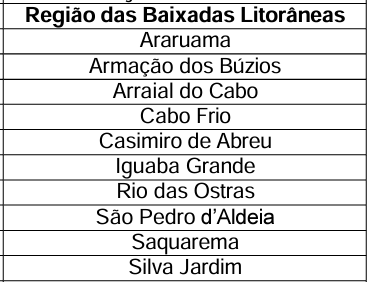 Região das Baixadas Litorâneas
Araruama
Armação dos Búzios
Arraial do Cabo
Cabo Frio
Casimiro de Abreu
Iguaba Grande
Rio das Ostras
São Pedro d'Aldeia
Saquarema
Silva Jardim